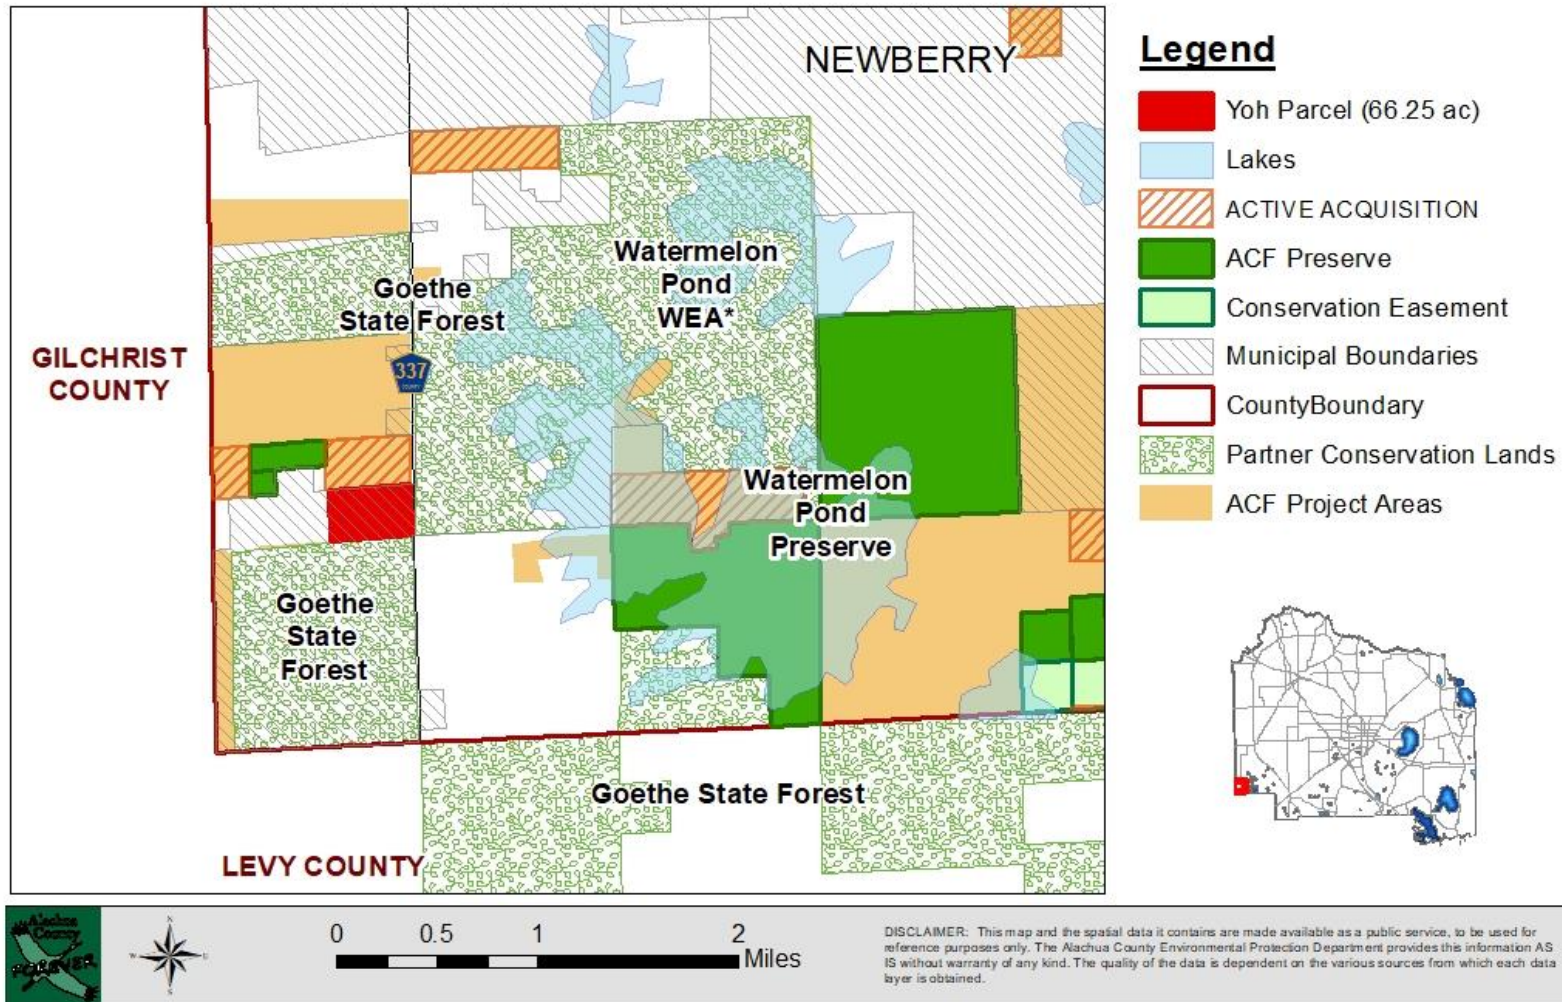 NEWBERRY
Watermelon
Pond
WEA*
Goethe
State Forest
GILCHRIST
COUNTY
337
COUNTY
Watermelon
Pond
Preserve
Goethe
State
Forest
Goethe State Forest
LEVY COUNTY
Legend
Yoh Parcel (66.25 ac)
Lakes
ACTIVE ACQUISITION
ACF Preserve
Conservation Easement
Municipal Boundaries
CountyBoundary
Partner Conservation Lands
ACF Project Areas
Alachua
County
FOREVER
N
W
E
S
0 0.5 1 2
Miles
DISCLAIMER: This map and the spatial data it contains are made available as a public service, to be used for
reference purposes only. The Alachua County Environmental Protection Department provides this information AS
IS without warranty of any kind. The quality of the data is dependent on the various sources from which each data
layer is obtained.